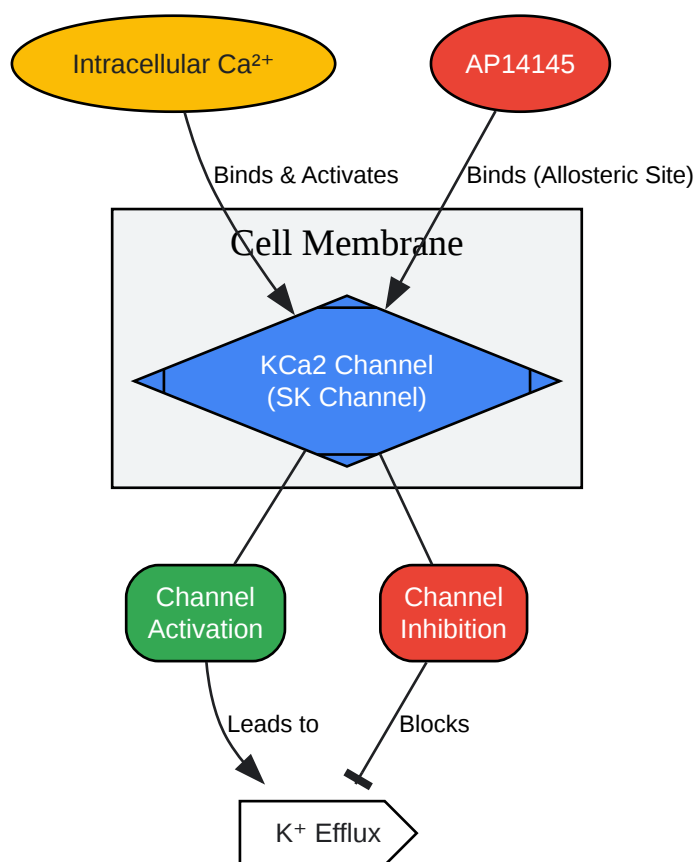 Intracellular Ca²⁺
AP14145
Binds & Activates
Binds (Allosteric Site)
Cell Membrane
KCa2 Channel
(SK Channel)
Channel
Activation
Channel
Inhibition
Leads to
Blocks
K⁺ Efflux